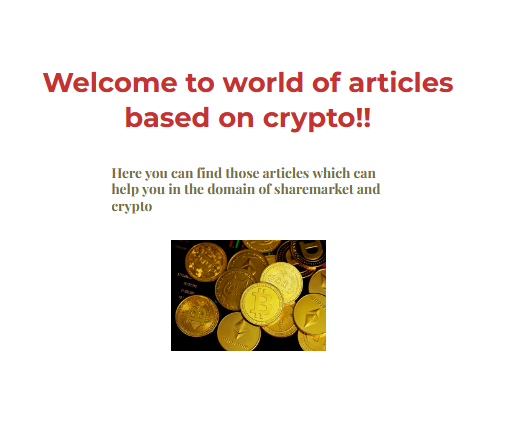 Welcome to world of articles
based on crypto!!
Here you can find those articles which can
help you in the domain of sharemarket and
crypto